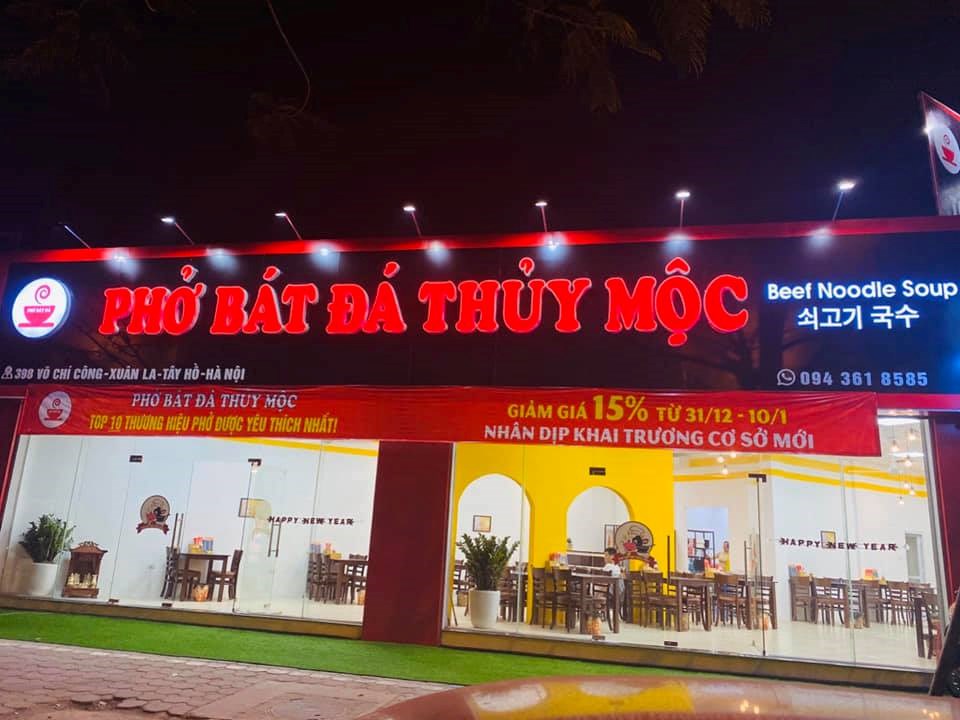 PHỞ BÁT ĐÁ THỦY MỘC
Beef Noodle Soup
쇠고기 국수
398 VÕ CHÍ CÔNG-XUÂN LA-TÂY HỒ-HÀ NỘI
094 361 8585
PHỞ BÁT ĐÁ THỦY MỘC
TOP 10 THƯƠNG HIỆU PHỞ ĐƯỢC YÊU THÍCH NHẤT!
GIẢM GIÁ 15% TỪ 31/12 - 10/1
NHÂN DỊP KHAI TRƯƠNG CƠ SỞ MỚI
HAPPY NEW YEAR
HAPPY NEW YEAR